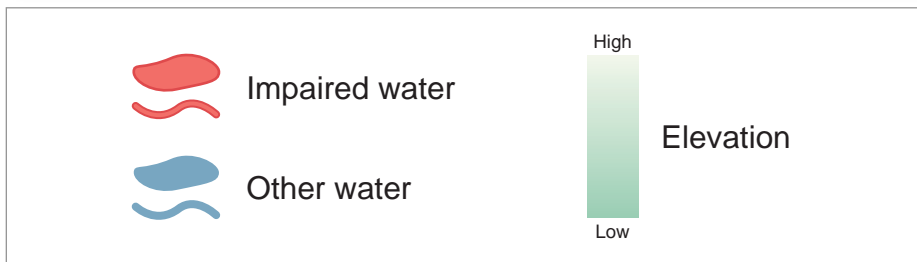 Impaired water
Other water
High
Elevation
Low